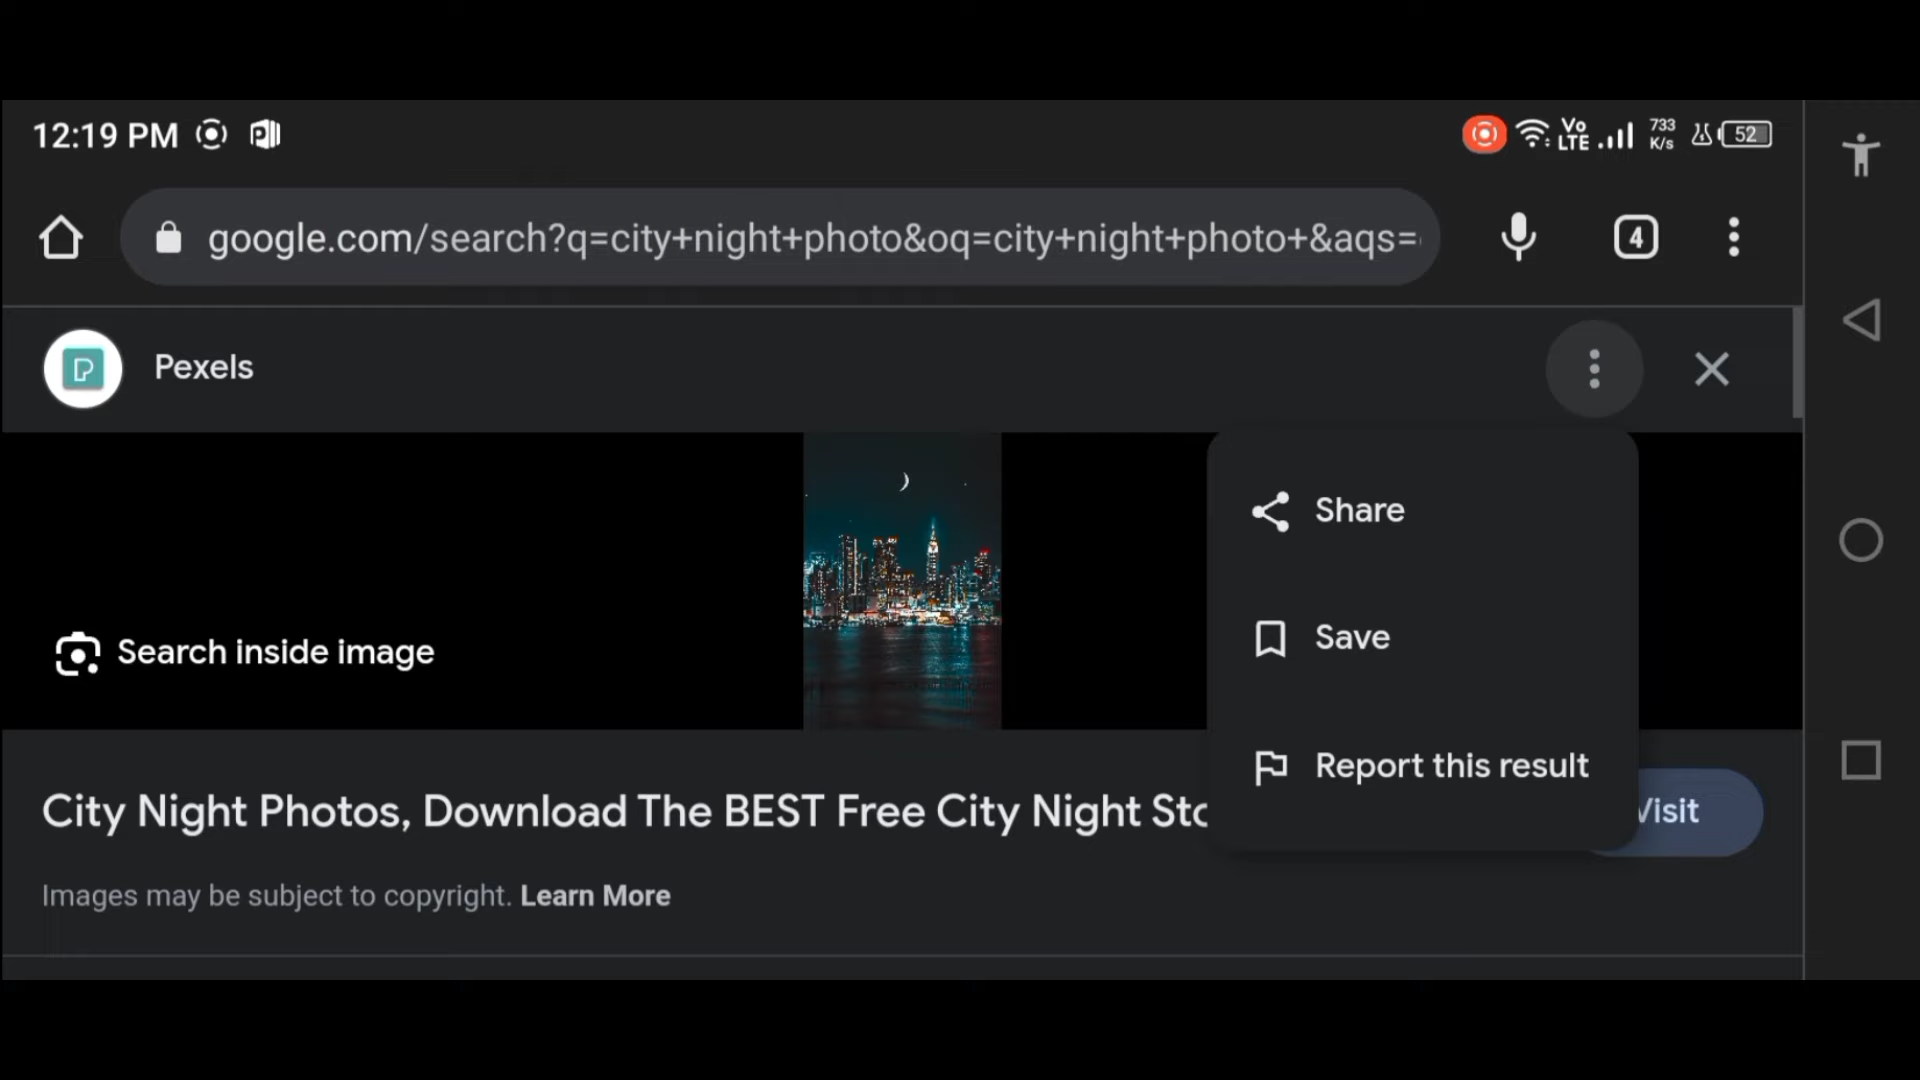 12:19 PM
Vo LTE 733 K/s 52
google.com/search?q=city+night+photo&oq=city+night+photo+&aqs=
4
Pexels
Share
Search inside image
Save
Report this result
City Night Photos, Download The BEST Free City Night Sto
Visit
Images may be subject to copyright. Learn More